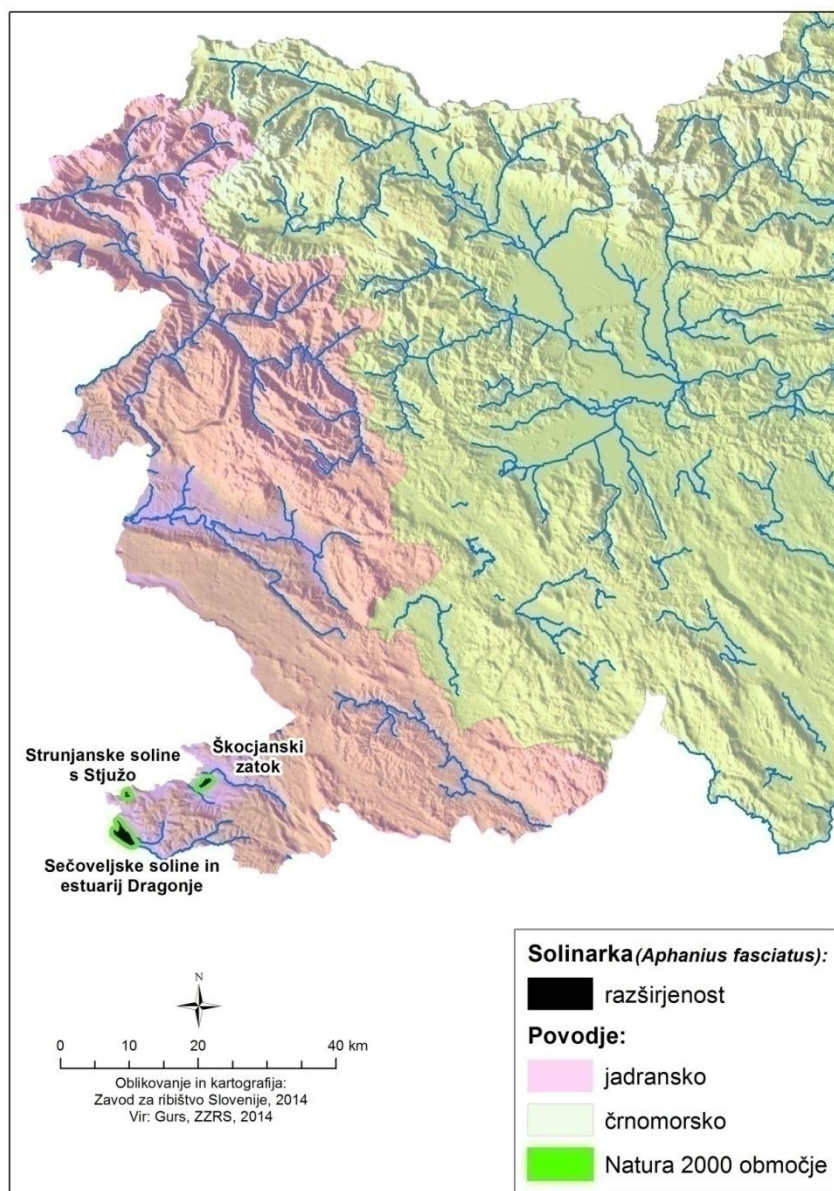 Škocjanski
zatok
Strunjanske soline
s Stjužo
Sečoveljske soline in
estuarij Dragonje
N
0 10 20 40 km
Oblikovanje in kartografija:
Zavod za ribištvo Slovenije, 2014
Vir: Gurs, ZZRS, 2014
Solinarka (Aphanius fasciatus):
razširjenost
Povodje:
jadransko
črnomorsko
Natura 2000 območje